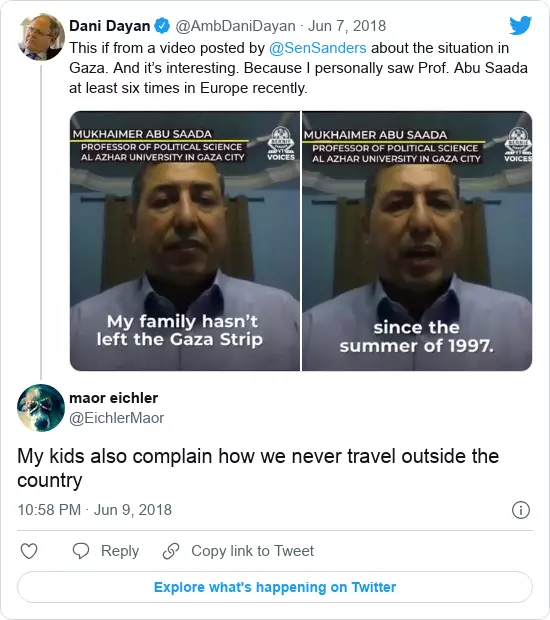 Dani Dayan @AmbDaniDayan · Jun 7, 2018
This if from a video posted by @SenSanders about the situation in
Gaza. And it's interesting. Because I personally saw Prof. Abu Saada
at least six times in Europe recently.
MUKHAIMER ABU SAADA
PROFESSOR OF POLITICAL SCIENCE
AL AZHAR UNIVERSITY IN GAZA CITY
BERNIE
VOICES
My family hasn't
left the Gaza Strip
MUKHAIMER ABU SAADA
PROFESSOR OF POLITICAL SCIENCE
AL AZHAR UNIVERSITY IN GAZA CITY
BERNIE
VOICES
since the
summer of 1997.
maor eichler
@EichlerMaor
My kids also complain how we never travel outside the
country
10:58 PM · Jun 9, 2018
Reply Copy link to Tweet
Explore what's happening on Twitter